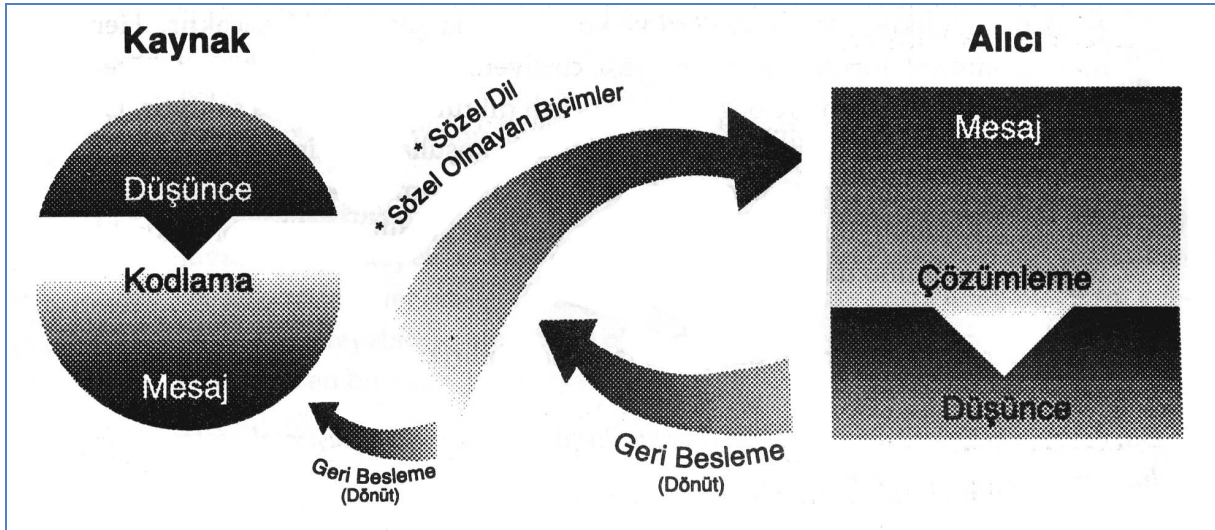 Kaynak
Düşünce
Kodlama
Mesaj
* Sözel Dil
* Sözel Olmayan Biçimler
Geri Besleme
(Dönüt)
Geri Besleme
(Dönüt)
Alıcı
Mesaj
Çözümleme
Düşünce